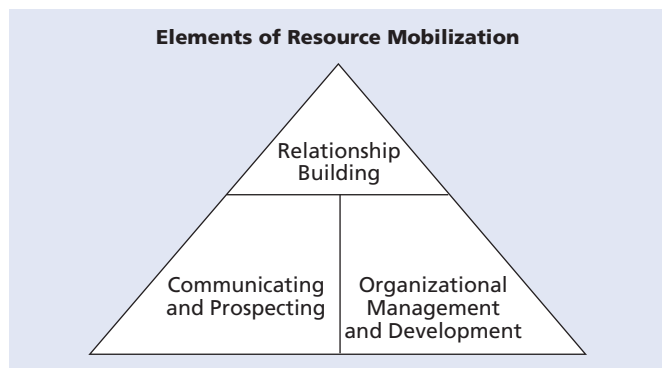 Elements of Resource Mobilization
Relationship
Building
Communicating
and Prospecting
Organizational
Management
and Development